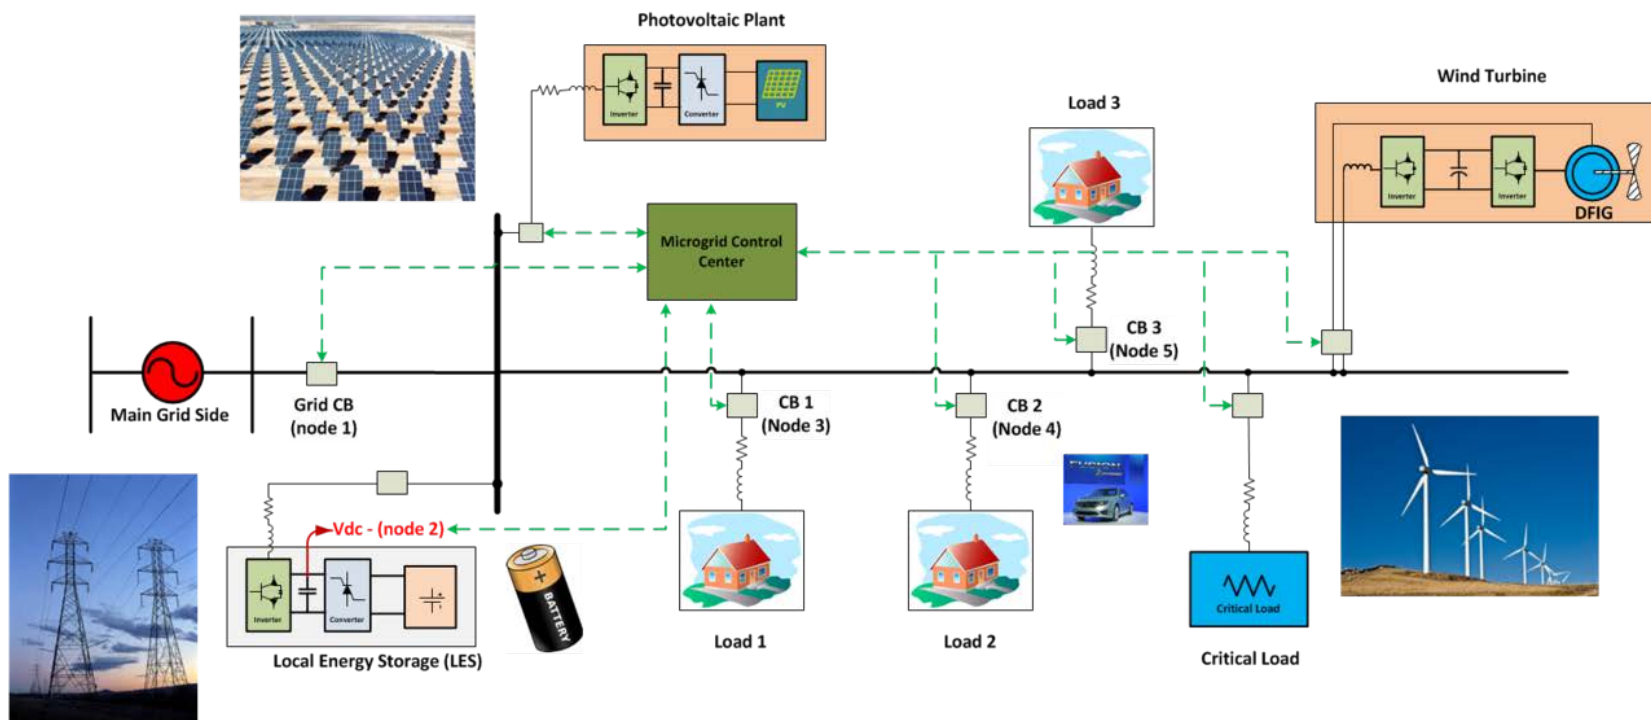 Photovoltaic Plant
Inverter
Converter
PV
Wind Turbine
Inverter
Inverter
DFIG
Load 3
Microgrid Control
Center
CB 3
(Node 5)
Main Grid Side
Grid CB
(node 1)
CB 1
(Node 3)
CB 2
(Node 4)
FUSION
Vdc - (node 2)
Inverter
Converter
BATTERY
Critical Load
Local Energy Storage (LES)
Load 1
Load 2
Critical Load